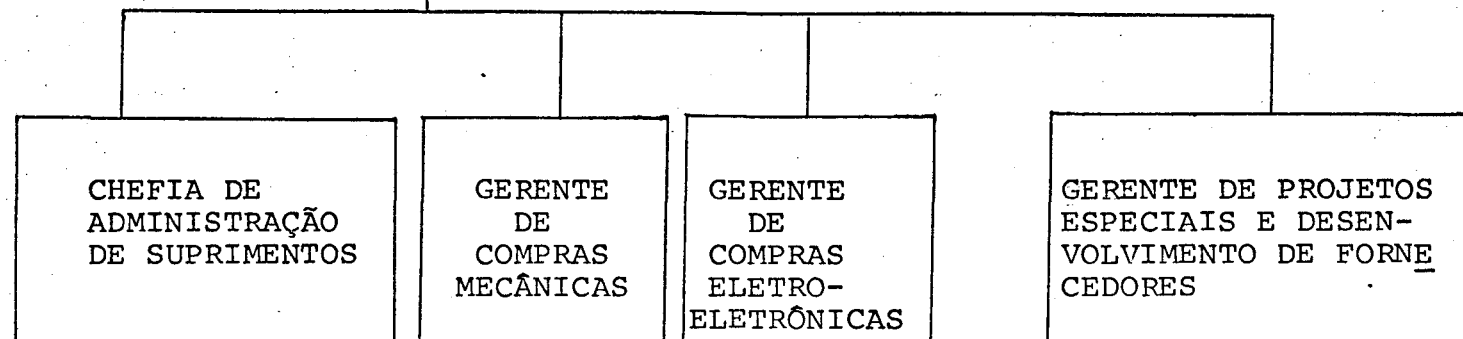 CHEFIA DE
ADMINISTRAÇÃO
DE SUPRIMENTOS
GERENTE
DE
COMPRAS
MECÂNICAS
GERENTE
DE
COMPRAS
ELETRO-
ELETRÔNICAS
GERENTE DE PROJETOS
ESPECIAIS E DESEN-
VOLVIMENTO DE FORNE
CEDORES